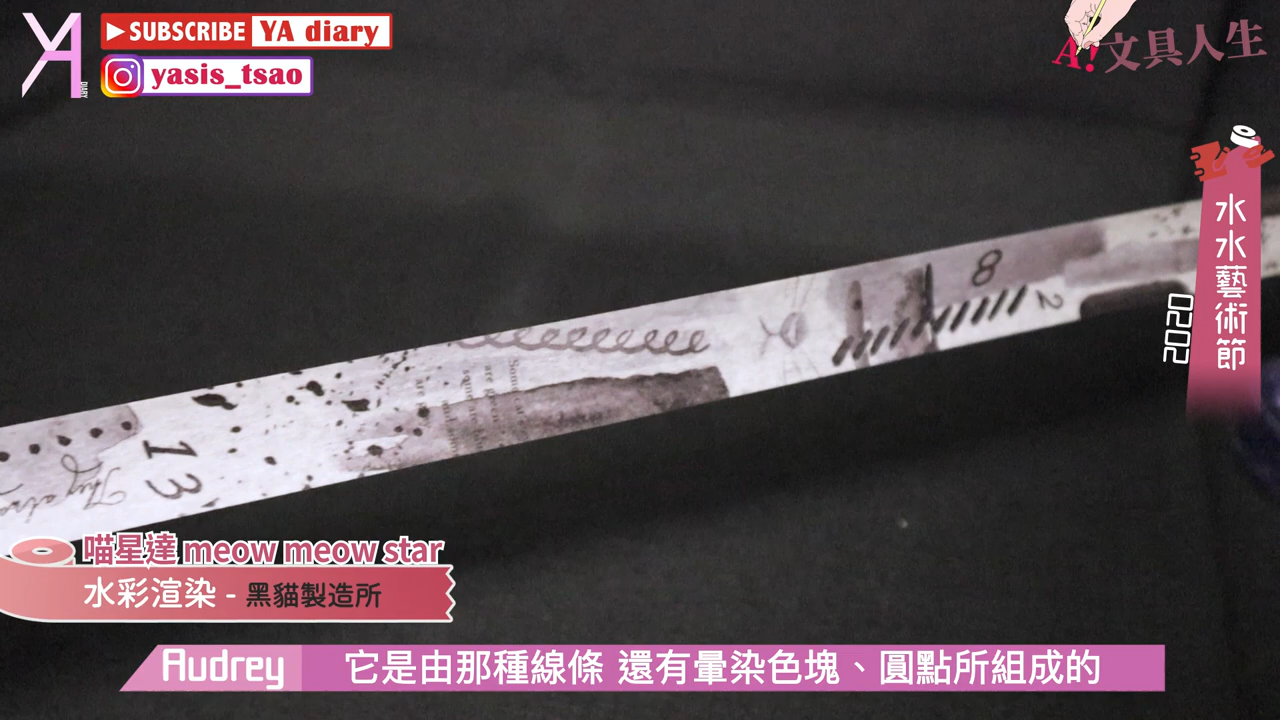 YA
DIARY
SUBSCRIBE YA diary
yasis_tsao
A!文具人生
水水藝術節
2020
8
2
13
They
喵星達 meow meow star
水彩渲染 - 黑貓製造所
Audrey
它是由那種線條 還有暈染色塊、圓點所組成的